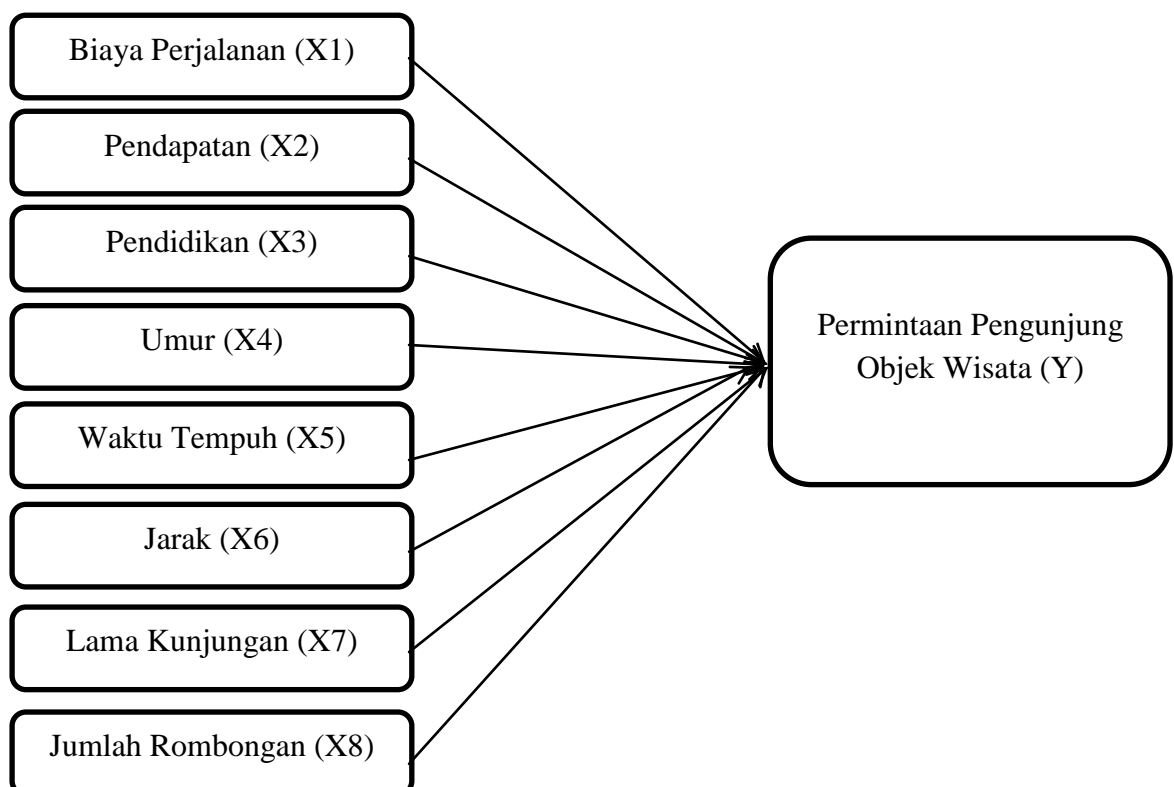 Biaya Perjalanan (X1)
Pendapatan (X2)
Pendidikan (X3)
Umur (X4)
Waktu Tempuh (X5)
Jarak (X6)
Lama Kunjungan (X7)
Jumlah Rombongan (X8)
Permintaan Pengunjung
Objek Wisata (Y)